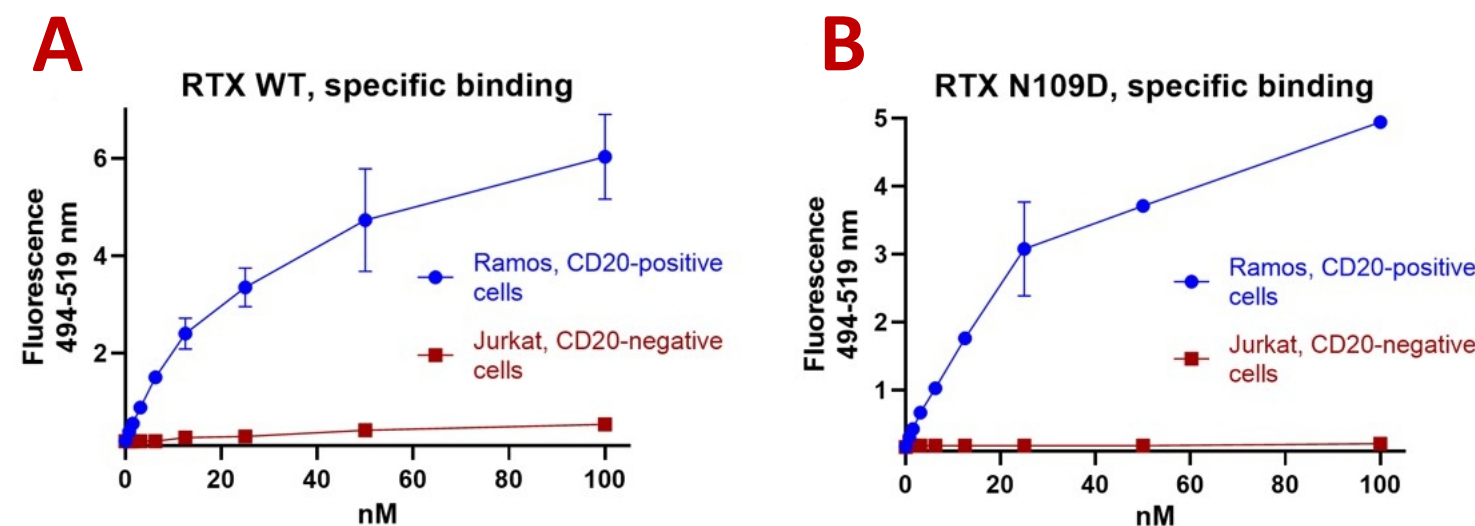 A
RTX WT, specific binding
Fluorescence
494-519 nm
6
4
2
0 20 40 60 80 100
nM
Ramos, CD20-positive
cells
Jurkat, CD20-negative
cells
B
RTX N109D, specific binding
Fluorescence
494-519 nm
5
4
3
2
1
0 20 40 60 80 100
nM
Ramos, CD20-positive
cells
Jurkat, CD20-negative
cells